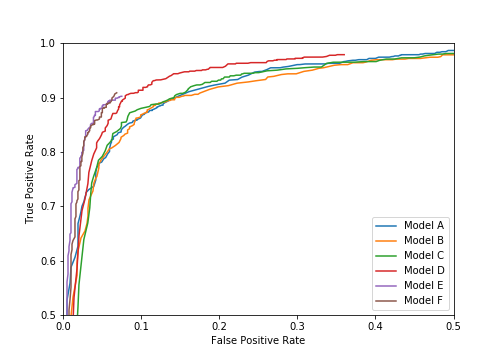 1.0
0.9
0.8
0.7
0.6
0.5
True Positive Rate
0.0
0.1
0.2
0.3
0.4
0.5
False Positive Rate
Model A
Model B
Model C
Model D
Model E
Model F